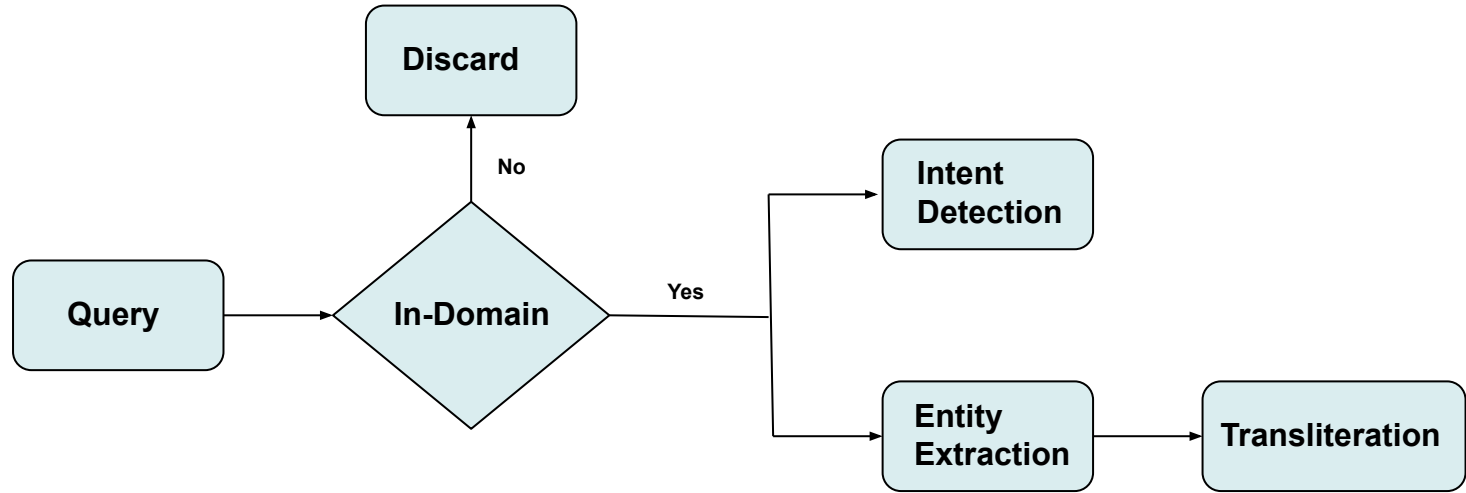 Discard
No
Intent
Detection
Query
In-Domain
Yes
Entity
Extraction
Transliteration